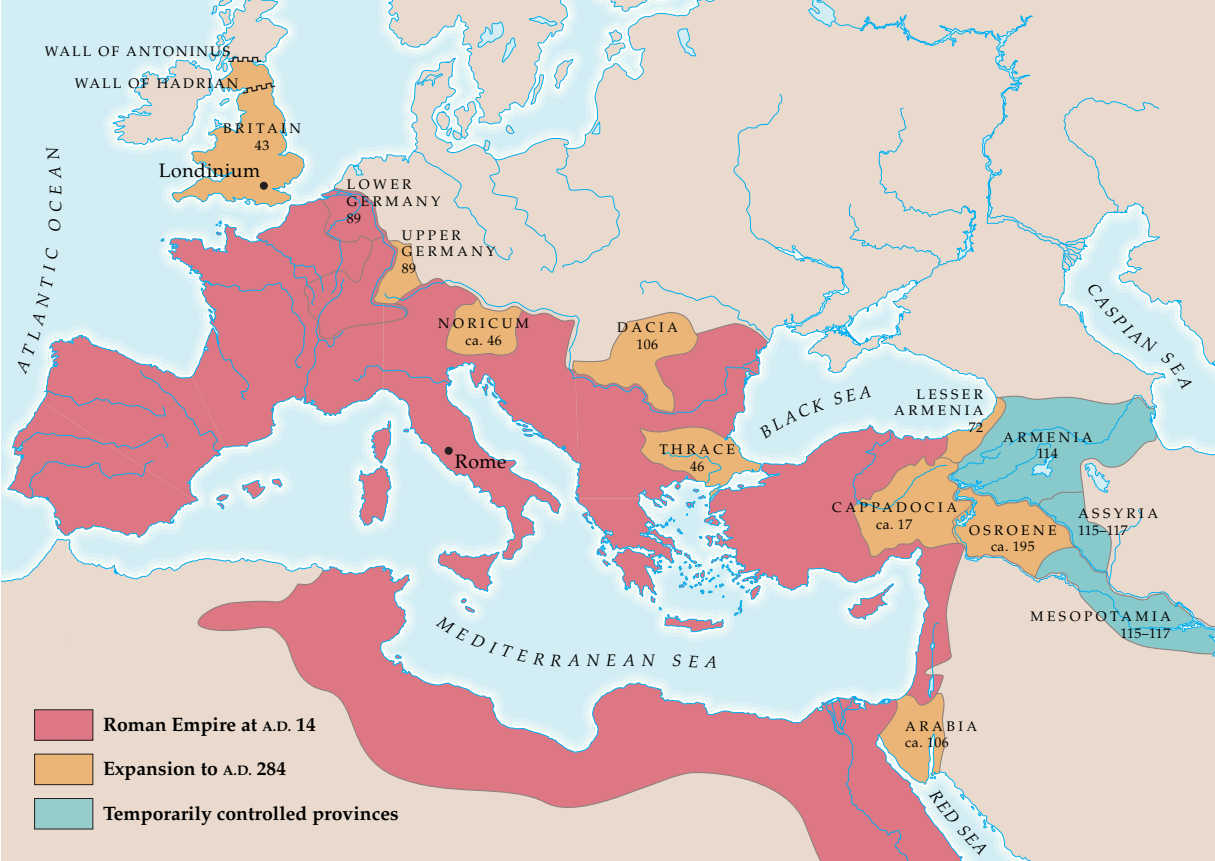 WALL OF ANTONINUS
WALL OF HADRIAN
BRITAIN
43
Londinium
ATLANTIC OCEAN
LOWER
GERMANY
89
UPPER
GERMANY
89
NORICUM
ca. 46
DACIA
106
CASPIAN SEA
BLACK SEA
LESSER
ARMENIA
72
ARMENIA
114
THRACE
46
Rome
CAPPADOCIA
ca. 17
OSROENE
ca. 195
ASSYRIA
115–117
MESOPOTAMIA
115–117
MEDITERRANEAN SEA
ARABIA
ca. 106
RED SEA
Roman Empire at A.D. 14
Expansion to A.D. 284
Temporarily controlled provinces